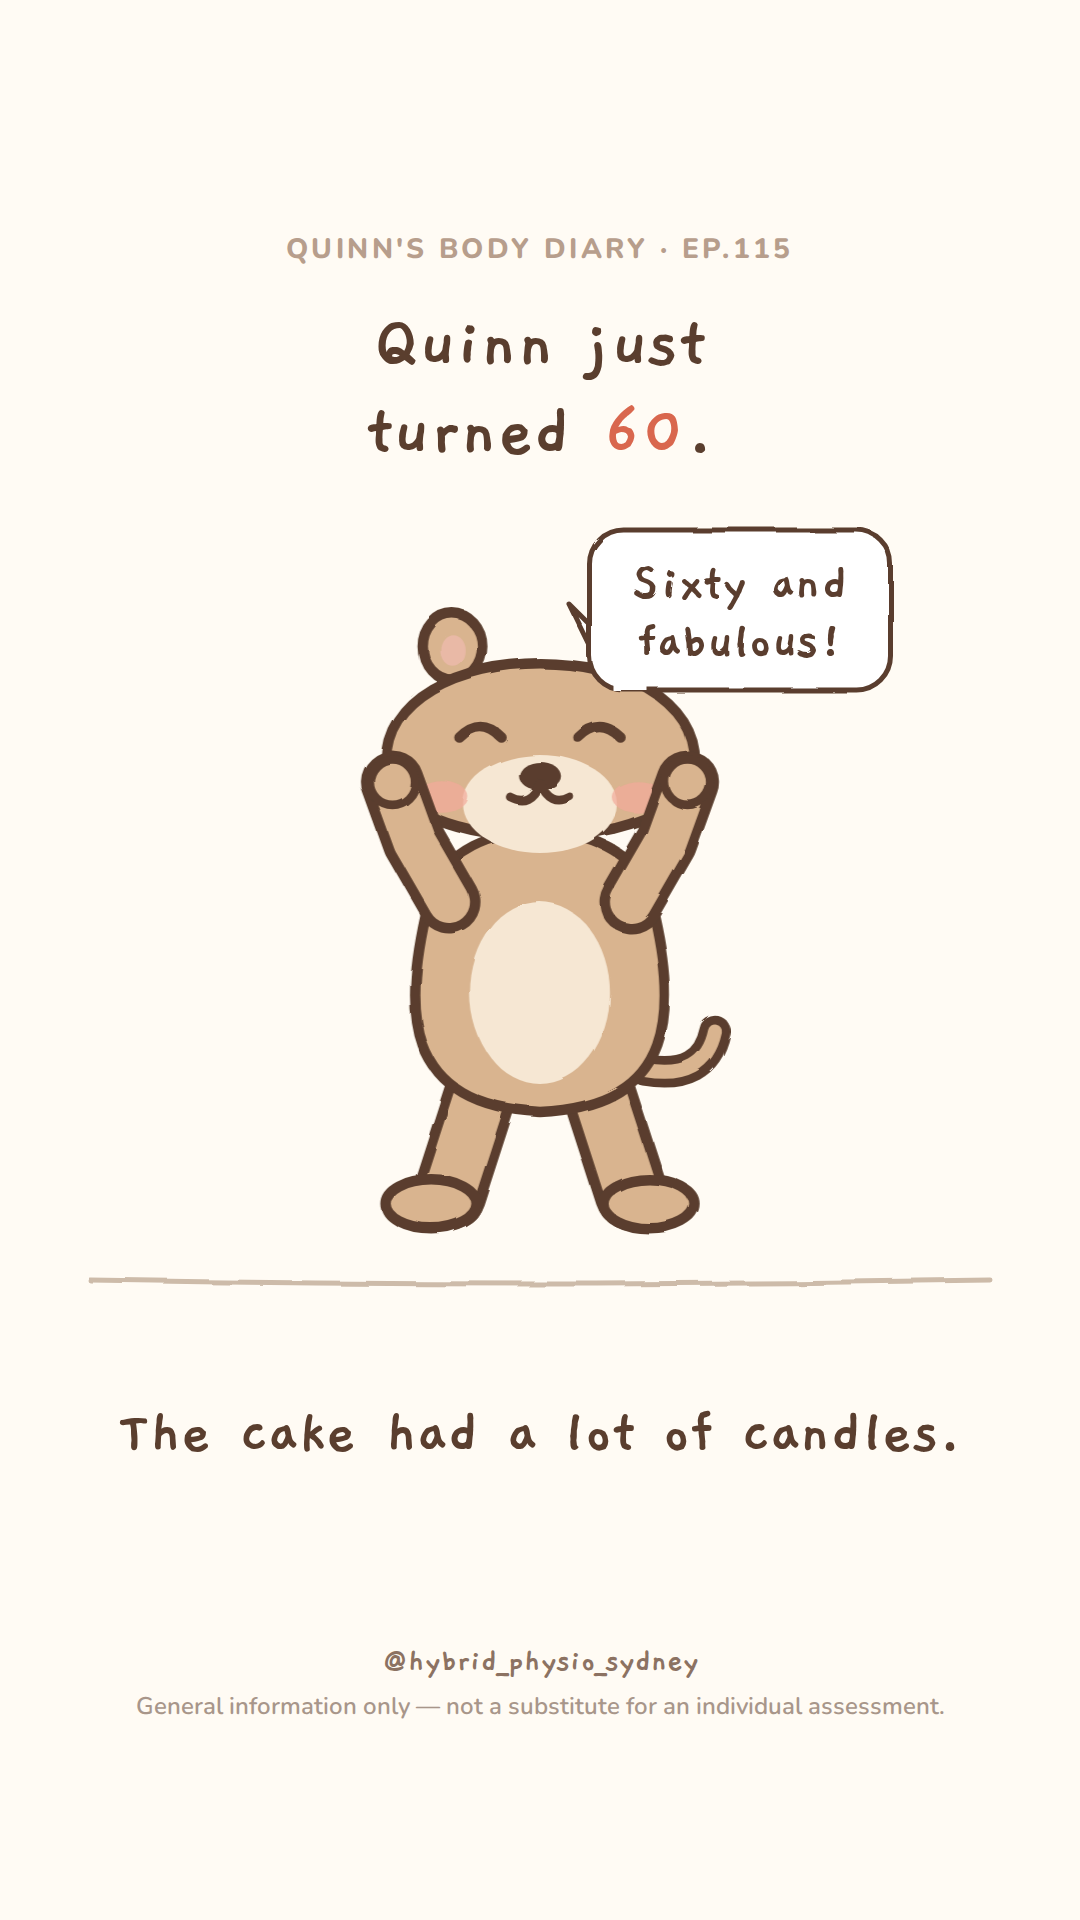 QUINN'S BODY DIARY · EP.115
Quinn just
turned 60.
Sixty and
fabulous!
The cake had a lot of candles.
@hybrid_physio_sydney
General information only — not a substitute for an individual assessment.